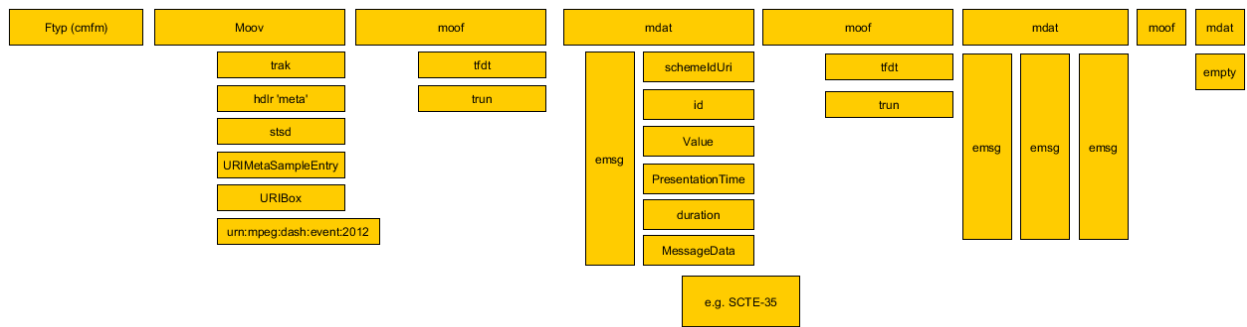 Ftyp (cmfm)
Moov
moof
mdat
moof
mdat
moof
mdat
trak
hdlr 'meta'
stsd
URIMetaSampleEntry
URIBox
urn:mpeg:dash:event:2012
tfdt
trun
emsg
schemeIdUri
id
Value
PresentationTime
duration
MessageData
e.g. SCTE-35
tfdt
trun
emsg
emsg
emsg
empty